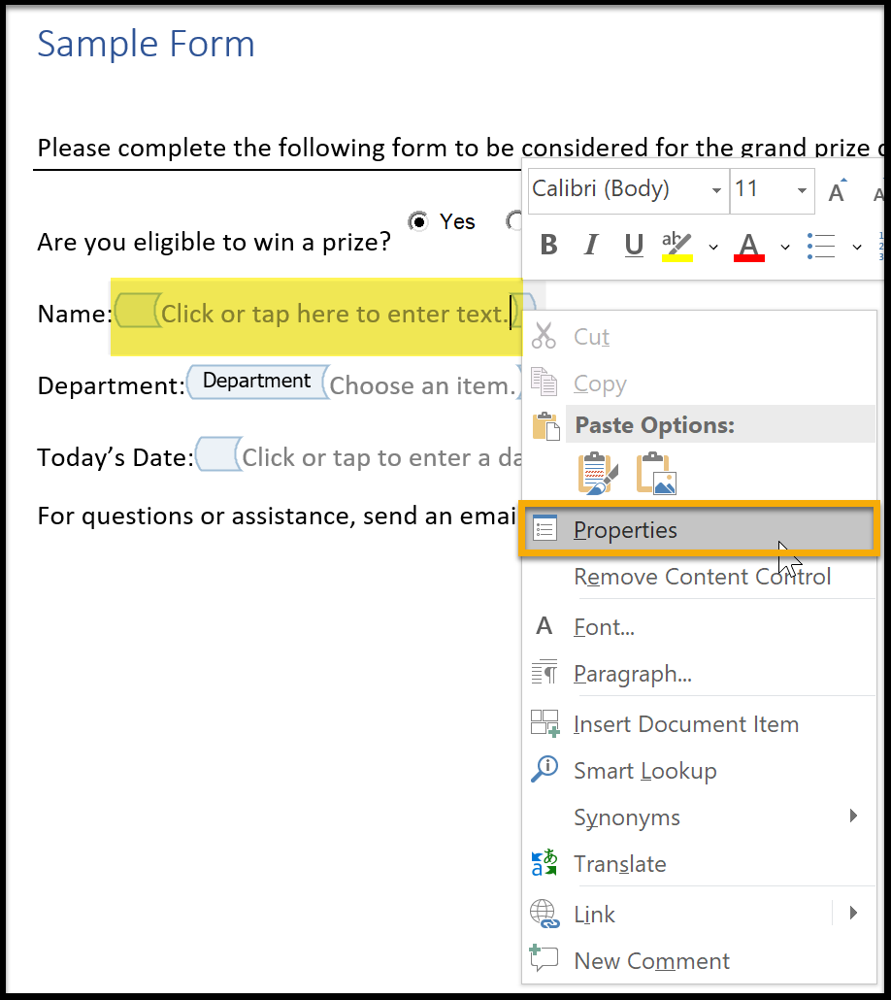 Sample Form
Please complete the following form to be considered for the grand prize
Calibri (Body) 11
Are you eligible to win a prize? Yes
B I U ab A
Name: Click or tap here to enter text.
Department: Department Choose an item.
Today’s Date: Click or tap to enter a da
For questions or assistance, send an emai
Cut
Copy
Paste Options:
Properties
Remove Content Control
A Font...
Paragraph...
Insert Document Item
Smart Lookup
Synonyms
Translate
Link
New Comment